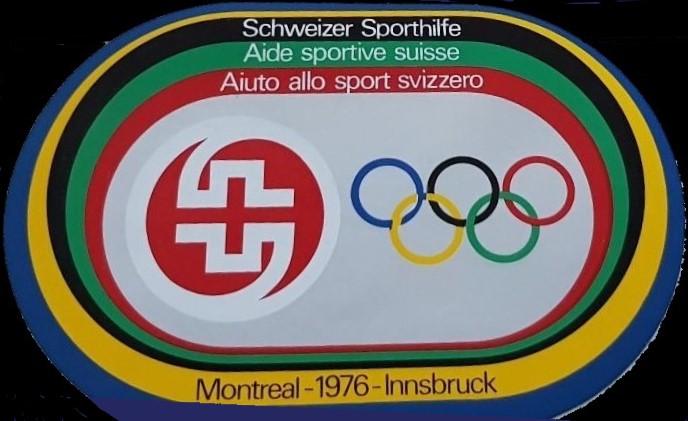 Schweizer Sporthilfe
Aide sportive suisse
Aiuto allo sport svizzero
Montreal-1976-Innsbruck